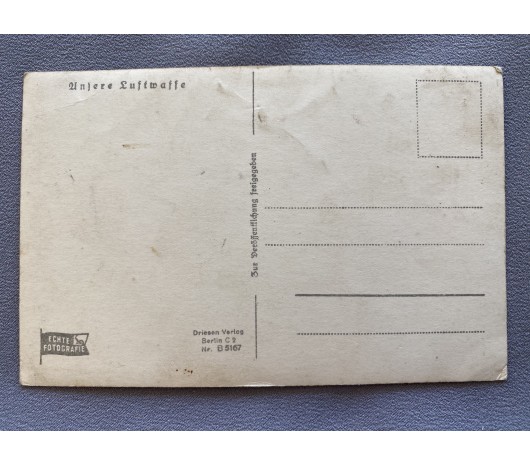 Unsere Luftwaffe
Zur Veröffentlichung freigegeben
ECHTE
FOTOGRAFIE
Driesen Verlag
Berlin C 2
Nr. B 5167